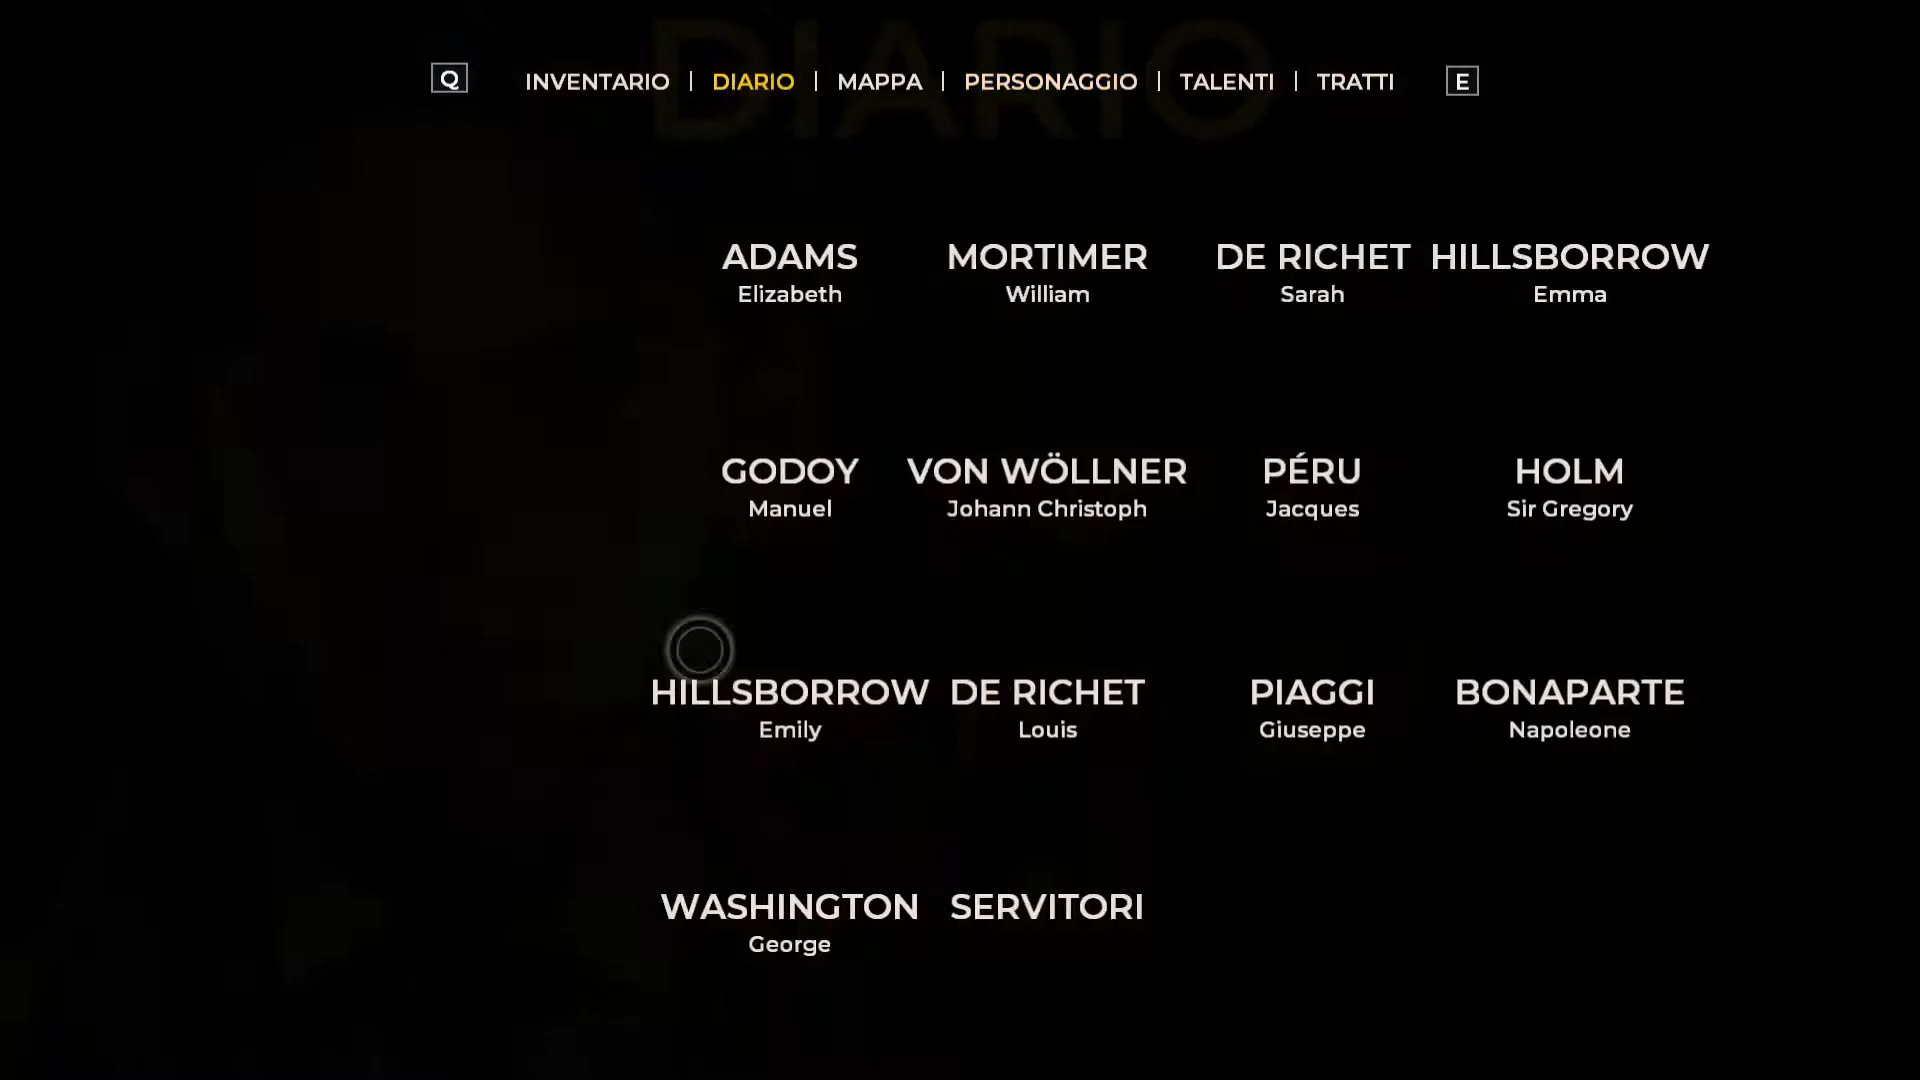 DIARIO
Q INVENTARIO | DIARIO | MAPPA | PERSONAGGIO | TALENTI | TRATTI E
ADAMS MORTIMER DE RICHET HILLSBORROW
Elizabeth William Sarah Emma
GODOY VON WÖLLNER PÉRU HOLM
Manuel Johann Christoph Jacques Sir Gregory
HILLSBORROW DE RICHET PIAGGI BONAPARTE
Emily Louis Giuseppe Napoleone
WASHINGTON SERVITORI
George